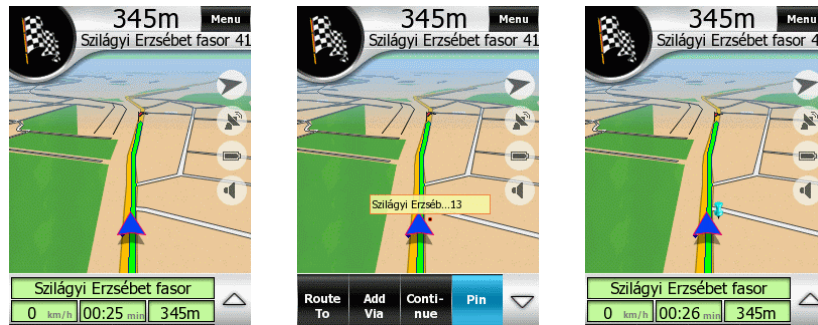 345m
Menu
Szilágyi Erzsébet fasor 41
Szilágyi Erzsébet fasor
0 km/h 00:25 min 345m
345m
Menu
Szilágyi Erzsébet fasor 41
Szilágyi Erzséb...13
Route To
Add Via
Conti-nue
Pin
345m
Menu
Szilágyi Erzsébet fasor 4
Szilágyi Erzsébet fasor
0 km/h 00:26 min 345m